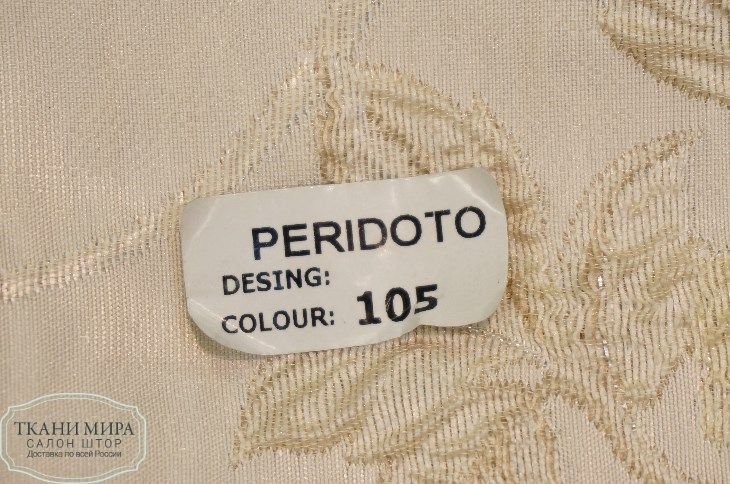 PERIDOTO
DESING:
COLOUR: 105
ТКАНИ МИРА
САЛОН ШТОР
Доставка по всей России